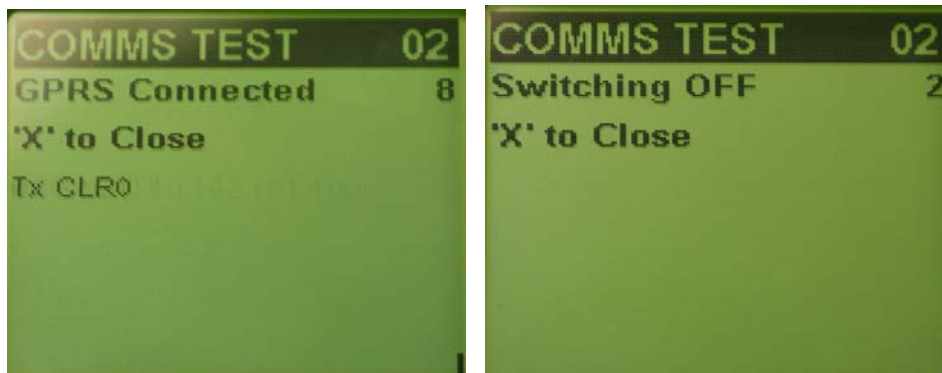 COMMS TEST 02
GPRS Connected 8
'X' to Close
Tx CLR0
COMMS TEST 02
Switching OFF 2
'X' to Close